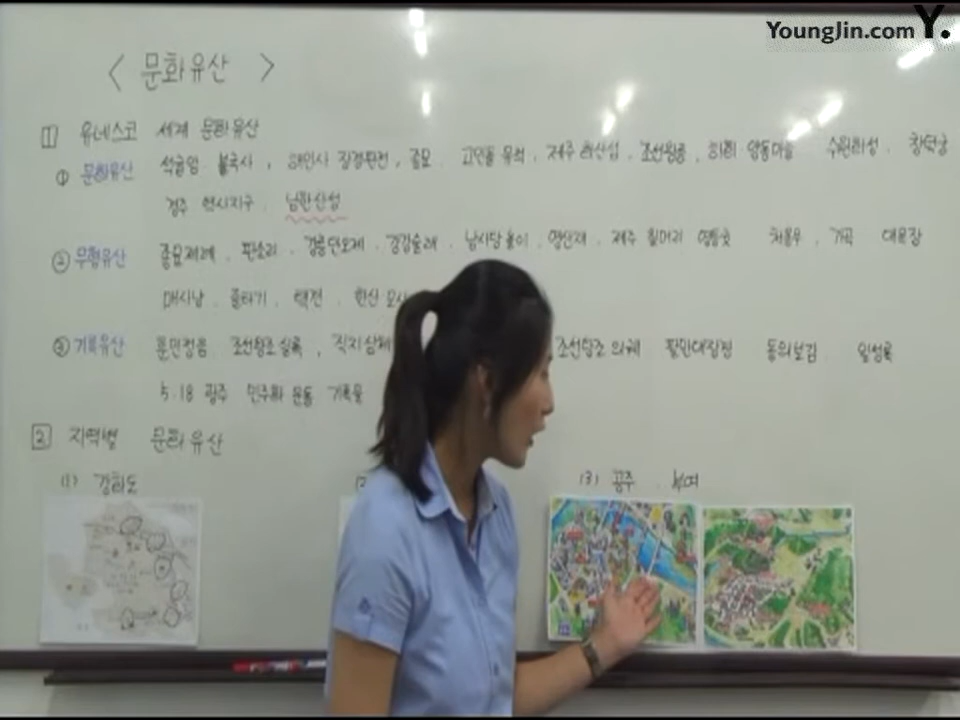 YoungJin.com Y.
< 문화유산 >
1 유네스코 세계 문화유산
① 문화유산 석굴암 불국사, 해인사 장경판전, 종묘, 고인돌 유적, 제주 화산섬, 조선왕릉, 하회 양동마을 수원화성, 창덕궁
경주 역사지구, 남한산성
② 무형유산 종묘제례, 판소리, 강릉단오제, 강강술래, 남사당놀이, 영산재, 제주 칠머리 영등굿 처용무, 가곡 대목장
매사냥, 줄타기, 택견, 한산 모시
③ 기록유산 훈민정음 조선왕조실록, 직지심체 조선왕조 의궤 팔만대장경 동의보감 일성록
5.18 광주 민주화 운동 기록물
2 지역별 문화유산
(1) 강화도 (3) 공주, 부여